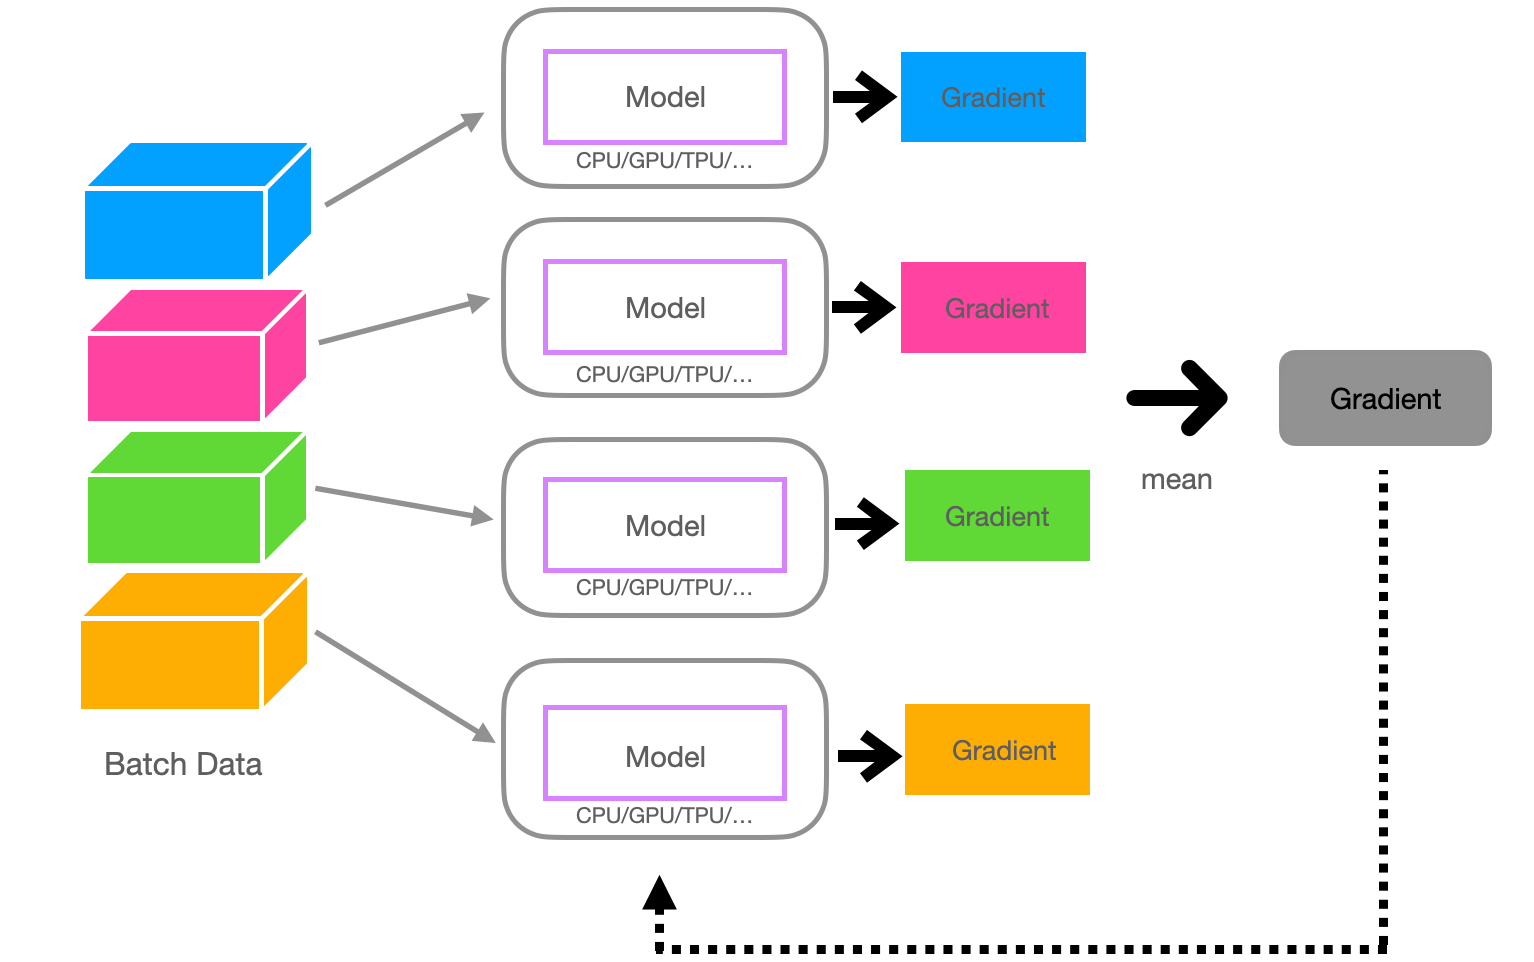 Model
CPU/GPU/TPU/...
Gradient
Model
CPU/GPU/TPU/...
Gradient
Model
CPU/GPU/TPU/...
Gradient
Model
CPU/GPU/TPU/...
Gradient
Batch Data
mean
Gradient